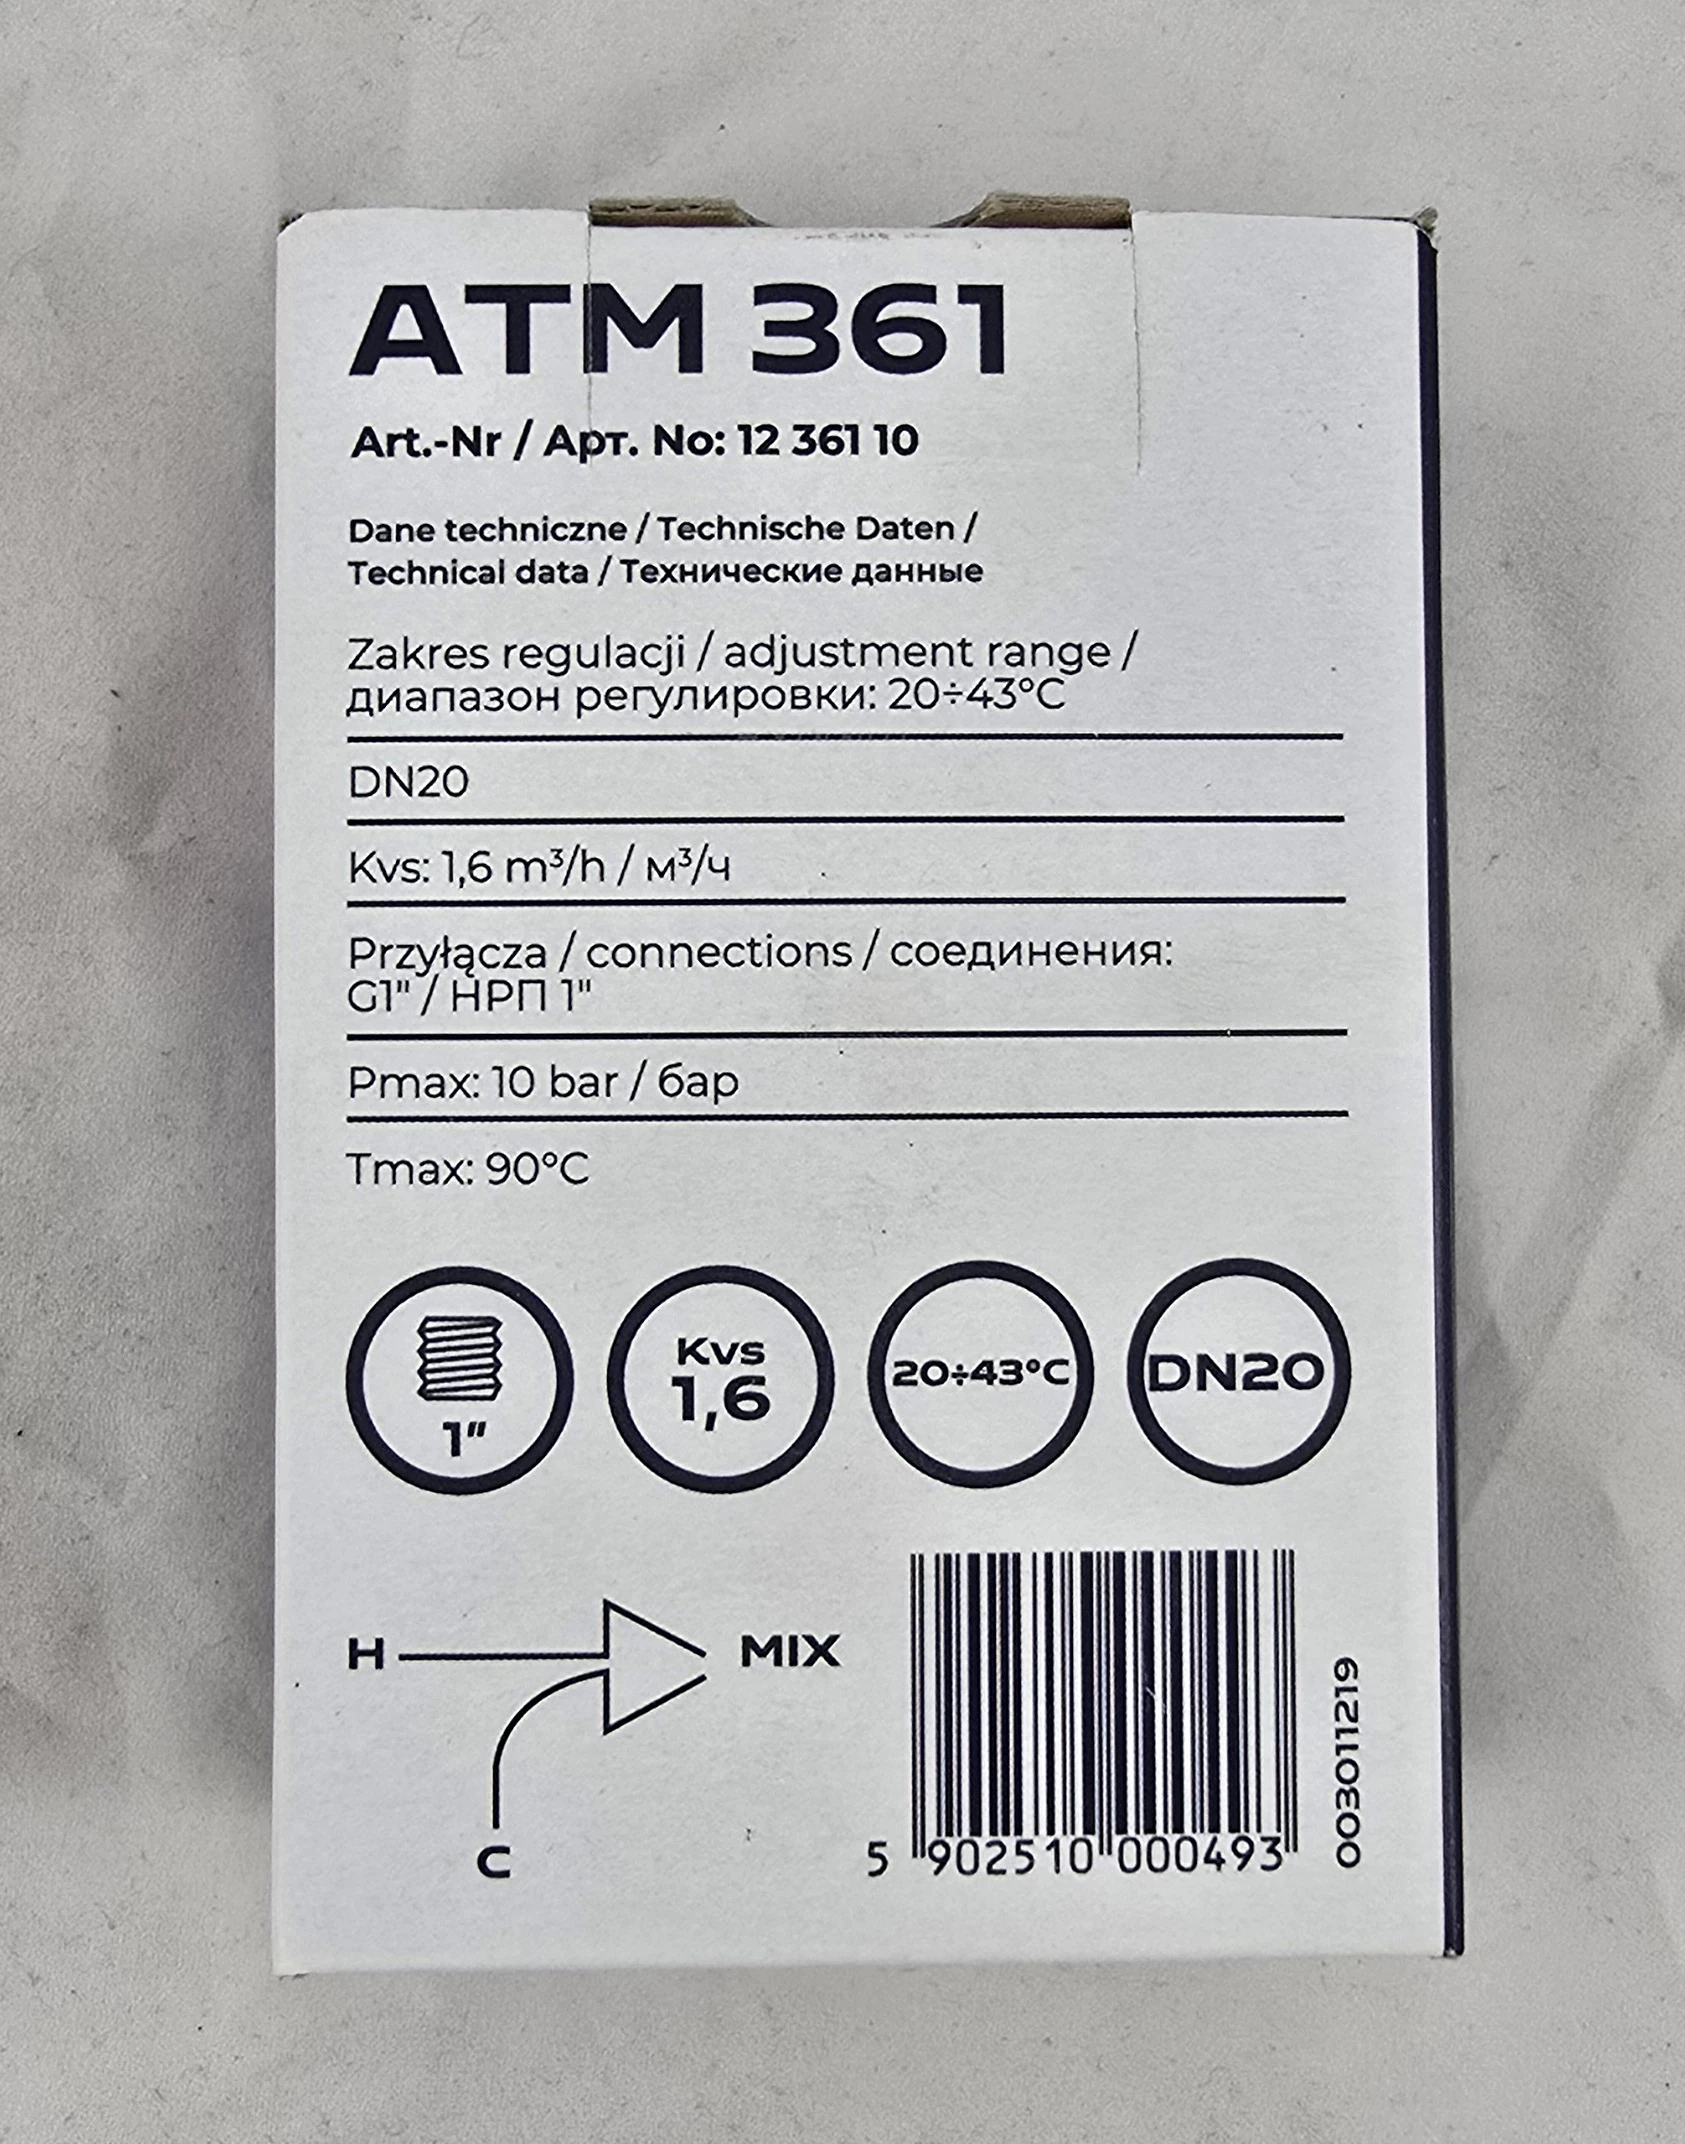 ATM 361
Art.-Nr / Арт. No: 12 361 10
Dane techniczne / Technische Daten /
Technical data / Технические данные
Zakres regulacji / adjustment range /
диапазон регулировки: 20÷43°C
DN20
Kvs: 1,6 m³/h / м³/ч
Przyłącza / connections / соединения:
G1" / НРП 1"
Pmax: 10 bar / бар
Tmax: 90°C
1"
Kvs
1,6
20÷43°C
DN20
H
MIX
C
5 902510 000493
003011219